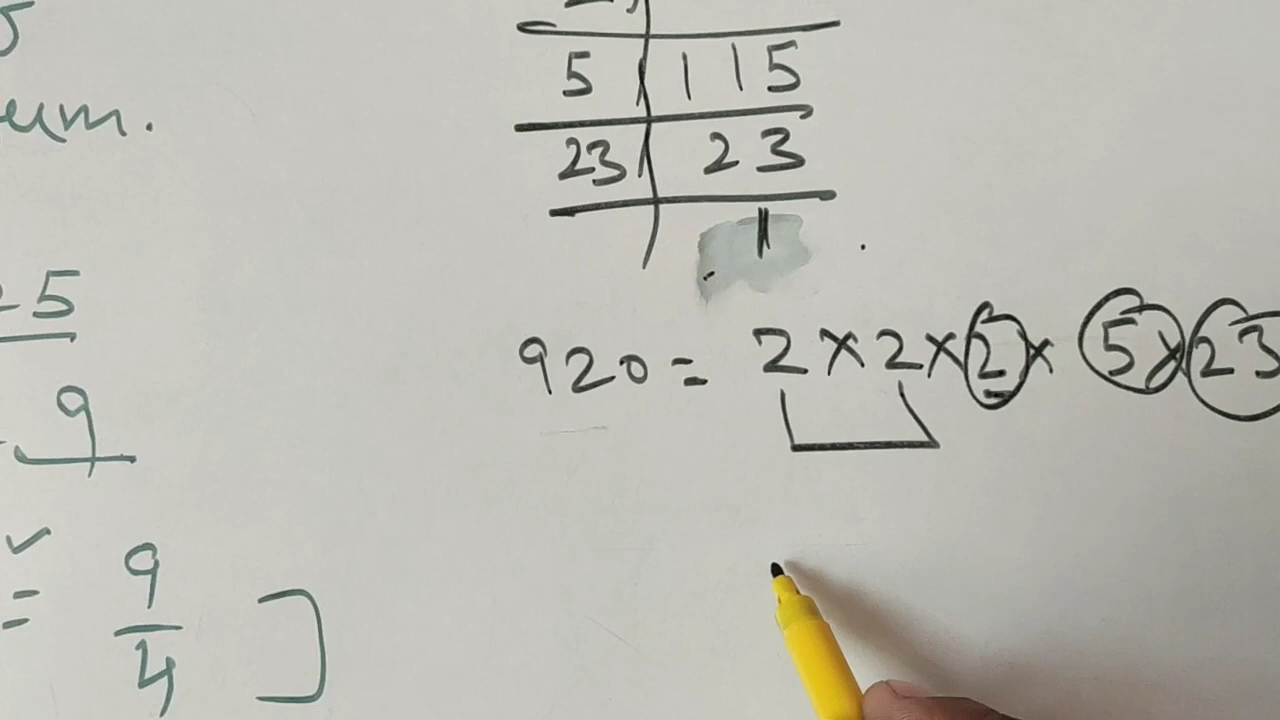 um.
5 115
23 23
1
5
9
920 = 2 × 2 × 2 × 5 × 23
= 9/4 ]